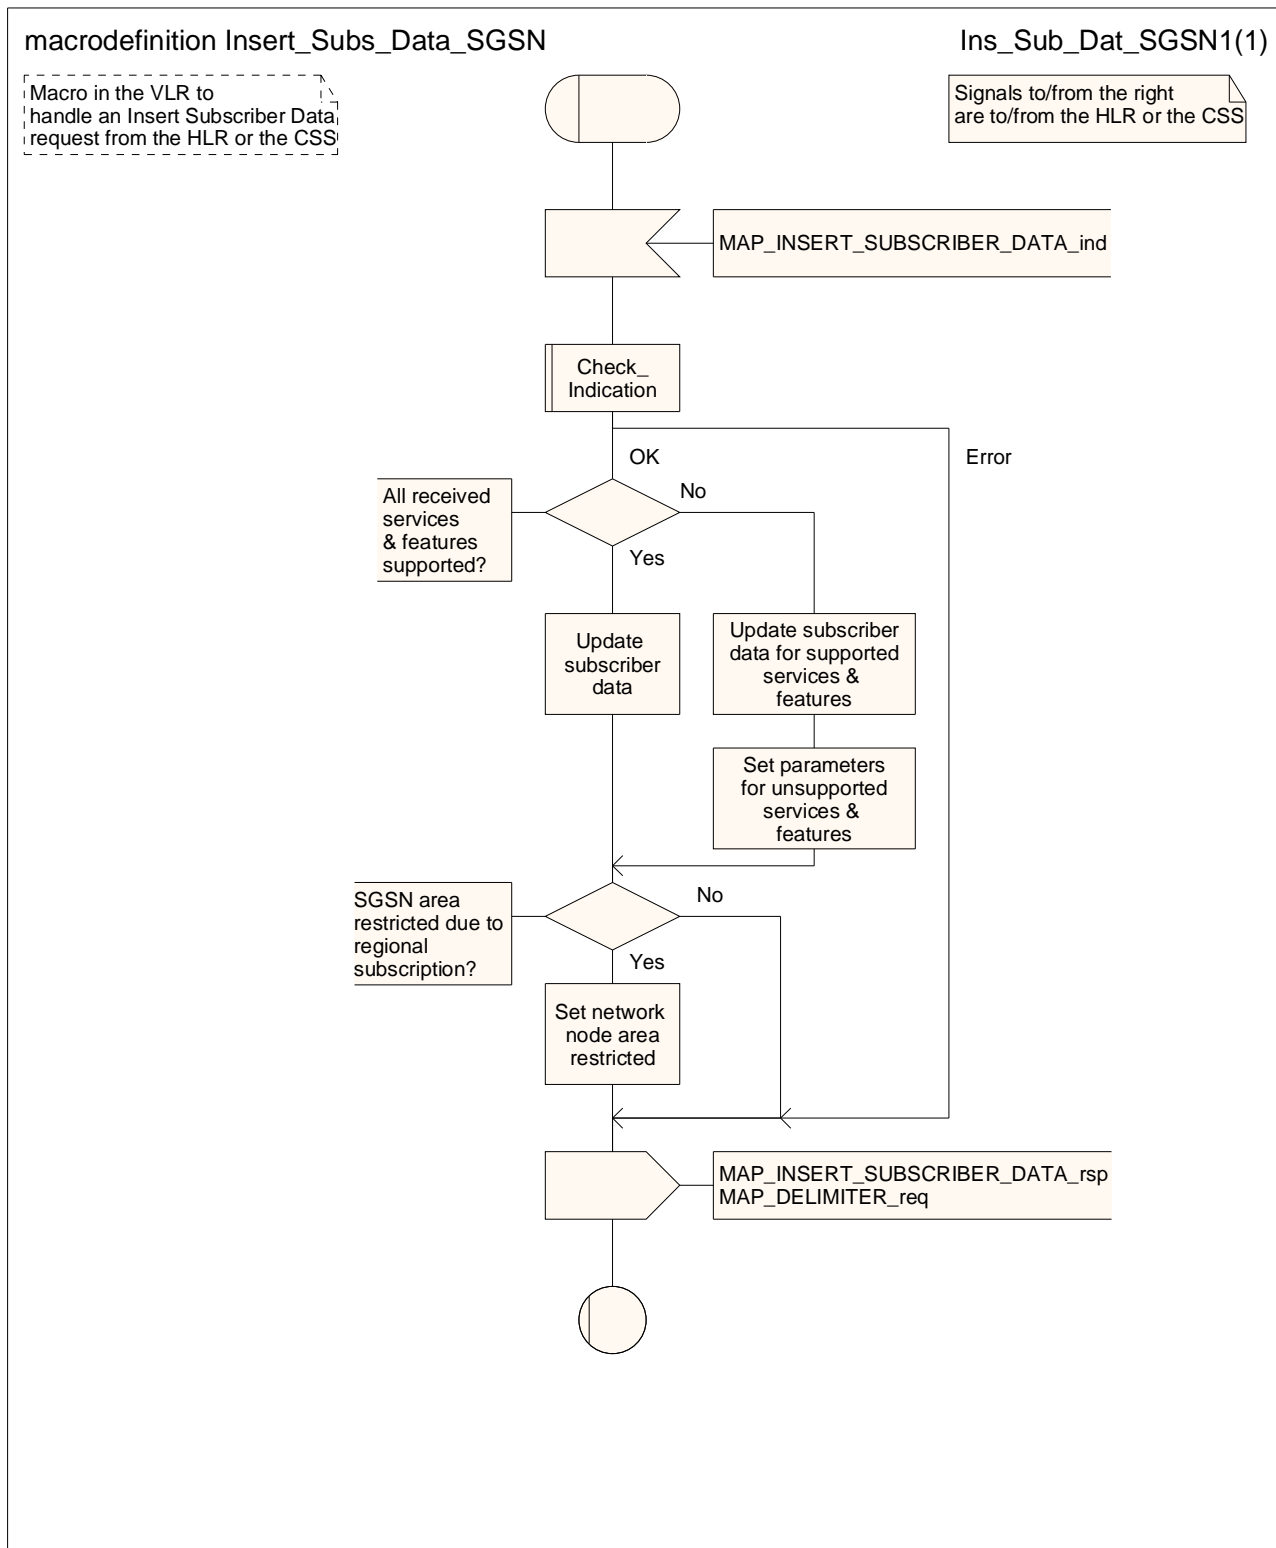 macrodefinition Insert_Subs_Data_SGSN
Ins_Sub_Dat_SGSN1(1)
Macro in the VLR to
handle an Insert Subscriber Data
request from the HLR or the CSS
Signals to/from the right
are to/from the HLR or the CSS
MAP_INSERT_SUBSCRIBER_DATA_ind
Check_
Indication
OK
Error
All received
services
& features
supported?
No
Yes
Update
subscriber
data
Update subscriber
data for supported
services &
features
Set parameters
for unsupported
services &
features
SGSN area
restricted due to
regional
subscription?
No
Yes
Set network
node area
restricted
MAP_INSERT_SUBSCRIBER_DATA_rsp
MAP_DELIMITER_req